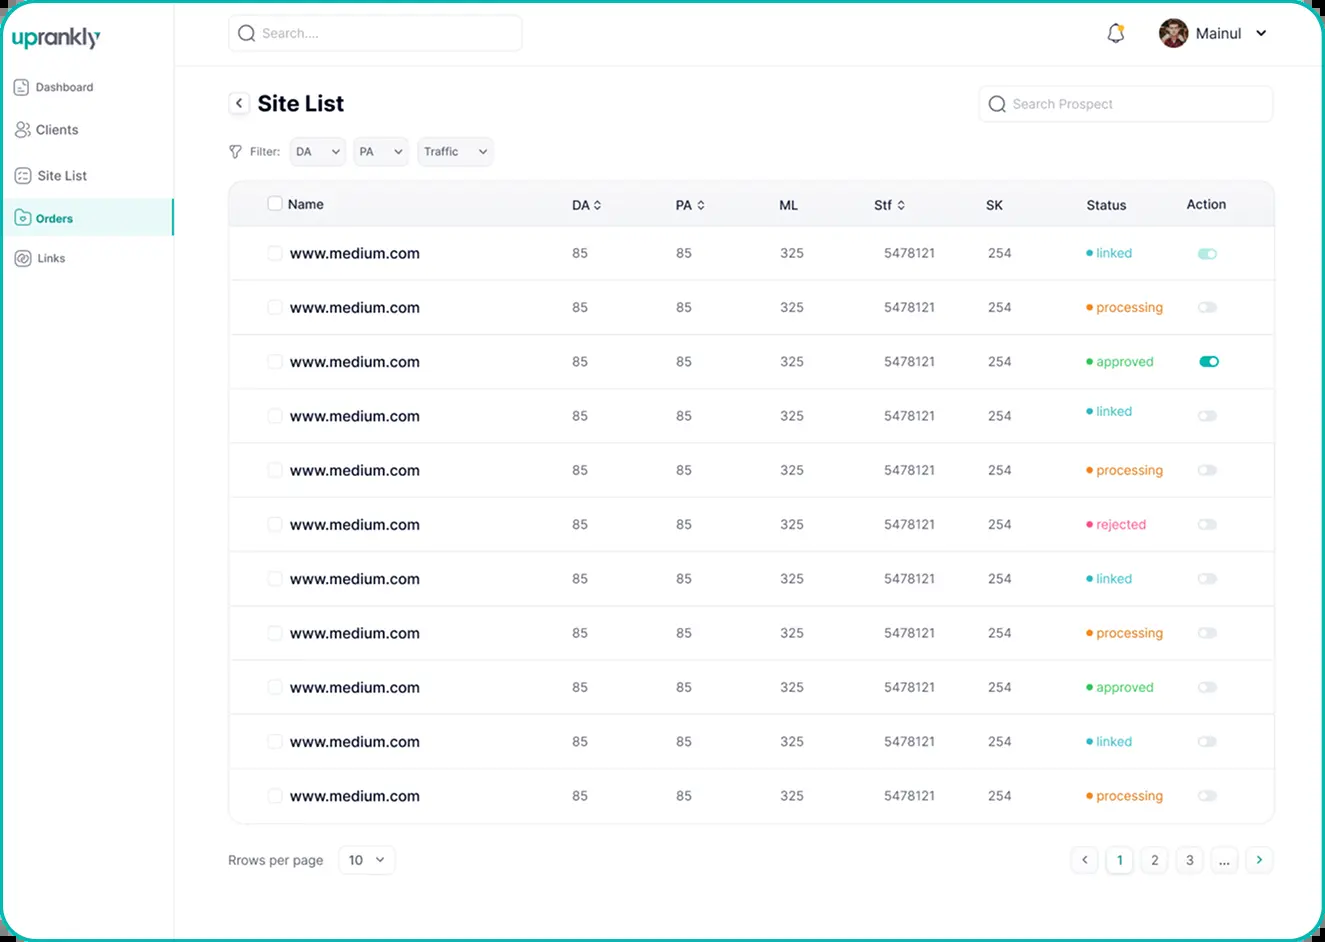 uprankly
Search....
Mainul
Dashboard
Clients
Site List
Orders
Links
Site List
Search Prospect
Filter: DA PA Traffic
Name DA PA ML Stf SK Status Action
www.medium.com 85 85 325 5478121 254 linked
www.medium.com 85 85 325 5478121 254 processing
www.medium.com 85 85 325 5478121 254 approved
www.medium.com 85 85 325 5478121 254 linked
www.medium.com 85 85 325 5478121 254 processing
www.medium.com 85 85 325 5478121 254 rejected
www.medium.com 85 85 325 5478121 254 linked
www.medium.com 85 85 325 5478121 254 processing
www.medium.com 85 85 325 5478121 254 approved
www.medium.com 85 85 325 5478121 254 linked
www.medium.com 85 85 325 5478121 254 processing
Rrows per page 10
1 2 3 ...